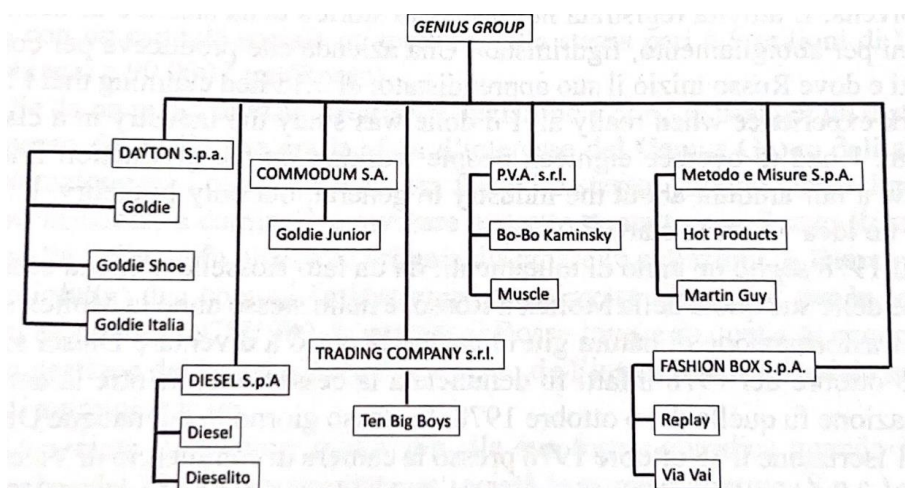 GENIUS GROUP
DAYTON S.p.a.
Goldie
Goldie Shoe
Goldie Italia
COMMODUM S.A.
Goldie Junior
P.V.A. s.r.l.
Bo-Bo Kaminsky
Muscle
Metodo e Misure S.p.A.
Hot Products
Martin Guy
DIESEL S.p.A
Diesel
Dieselito
TRADING COMPANY s.r.l.
Ten Big Boys
FASHION BOX S.p.A.
Replay
Via Vai